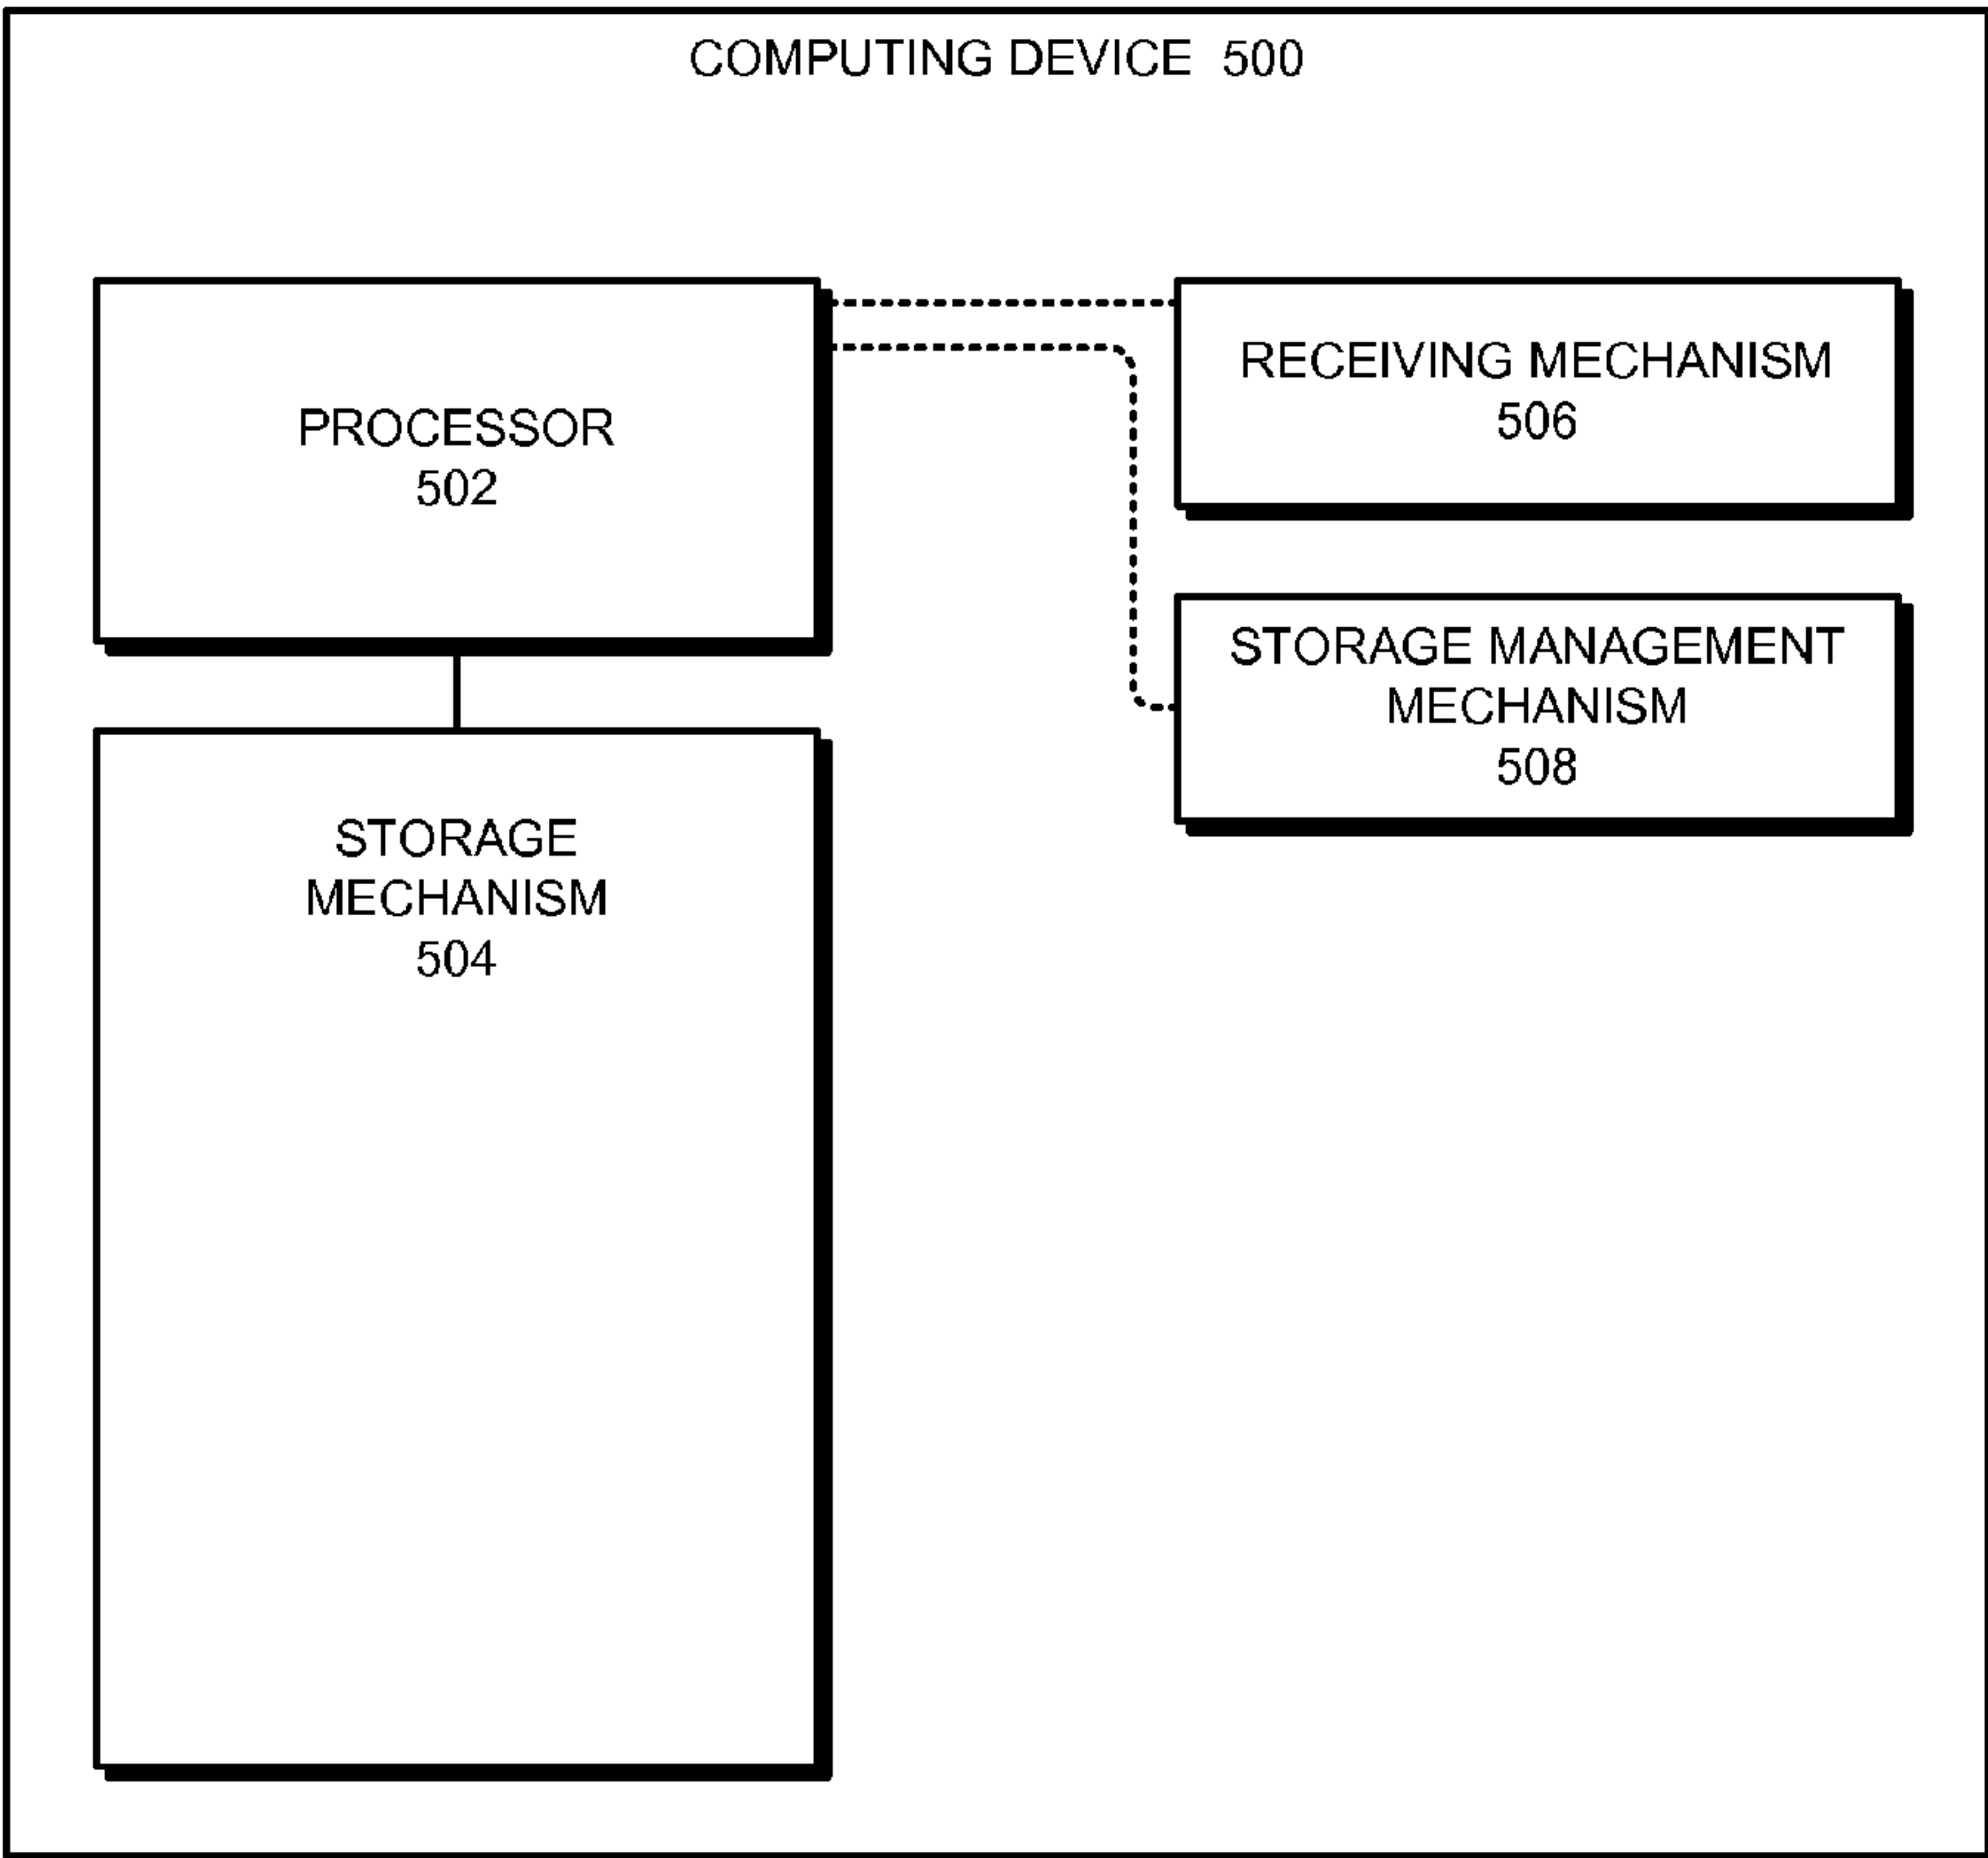 COMPUTING DEVICE 500
PROCESSOR
502
RECEIVING MECHANISM
506
STORAGE MANAGEMENT
MECHANISM
508
STORAGE
MECHANISM
504